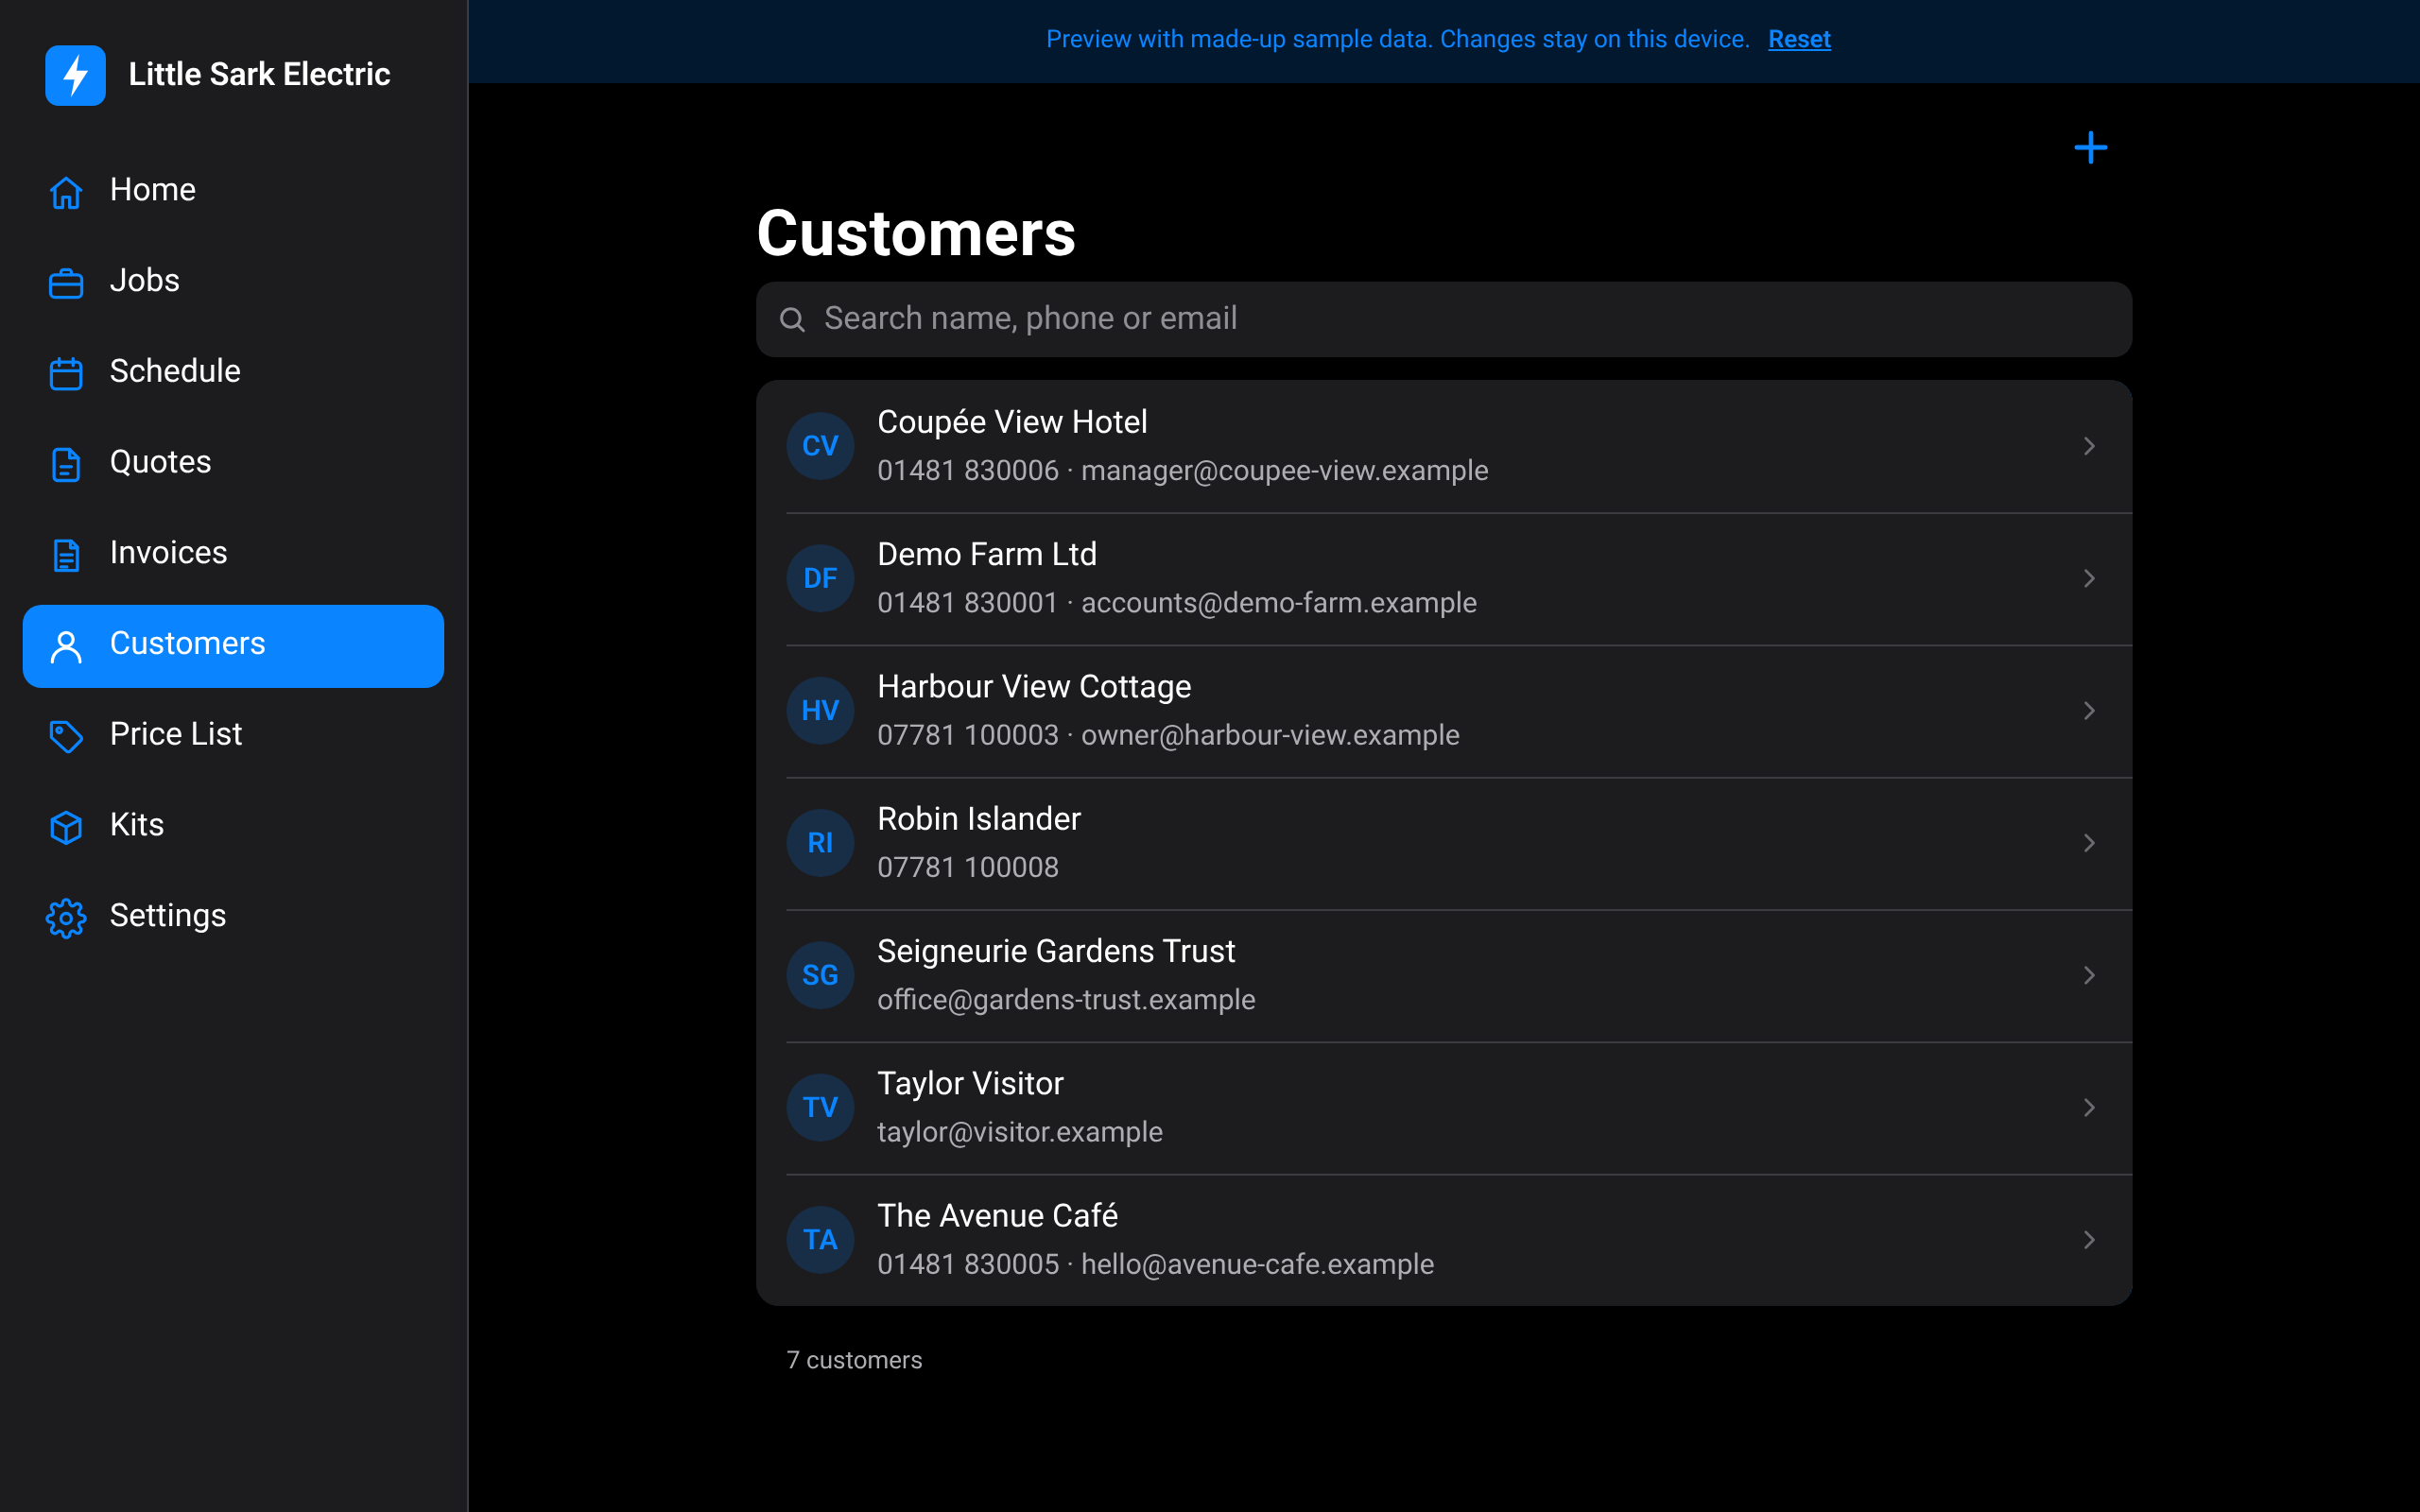 Little Sark Electric
Home
Jobs
Schedule
Quotes
Invoices
Customers
Price List
Kits
Settings
Preview with made-up sample data. Changes stay on this device. Reset
Customers
Search name, phone or email
CV
Coupée View Hotel
01481 830006 · manager@coupee-view.example
DF
Demo Farm Ltd
01481 830001 · accounts@demo-farm.example
HV
Harbour View Cottage
07781 100003 · owner@harbour-view.example
RI
Robin Islander
07781 100008
SG
Seigneurie Gardens Trust
office@gardens-trust.example
TV
Taylor Visitor
taylor@visitor.example
TA
The Avenue Café
01481 830005 · hello@avenue-cafe.example
7 customers